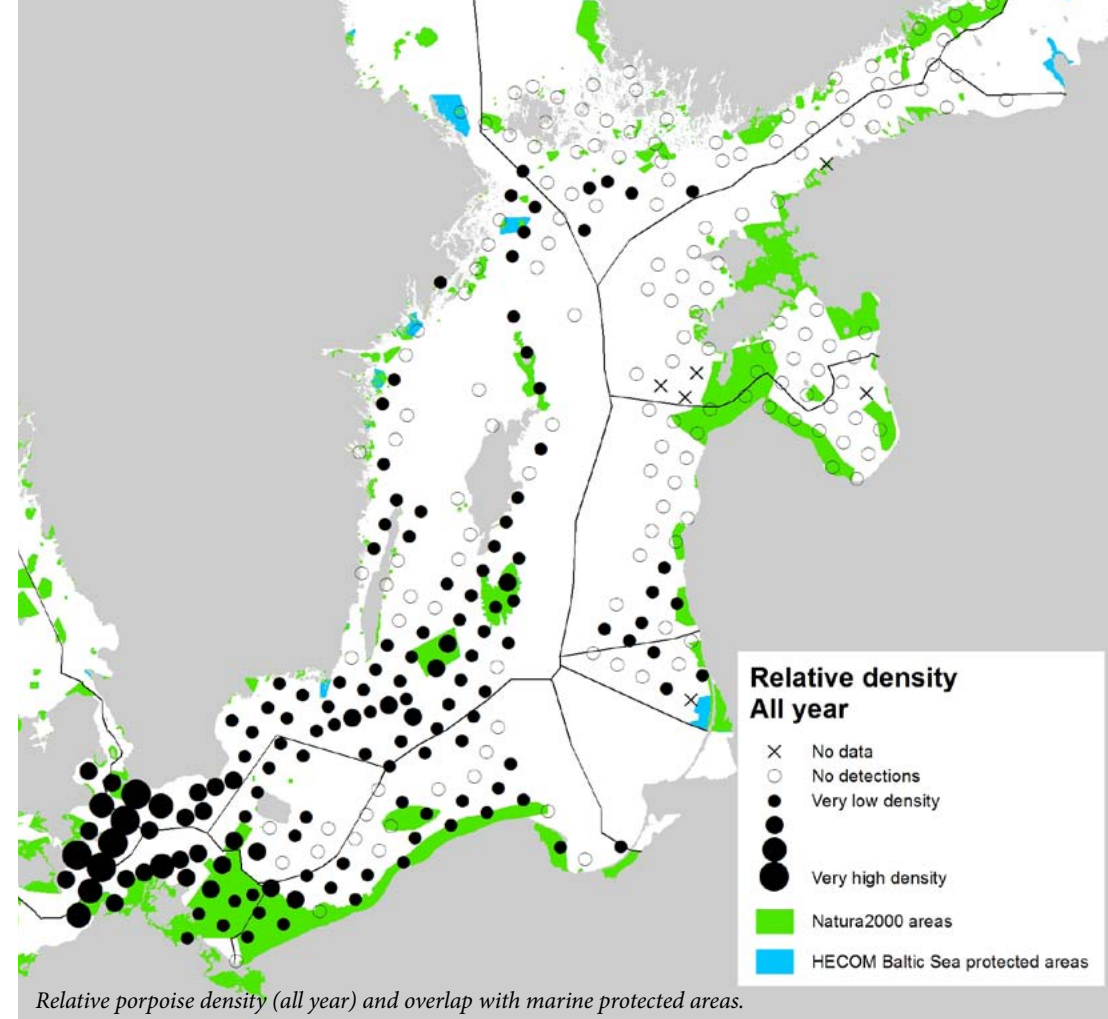 Relative density
All year
No data
No detections
Very low density
Very high density
Natura2000 areas
HECOM Baltic Sea protected areas
Relative porpoise density (all year) and overlap with marine protected areas.